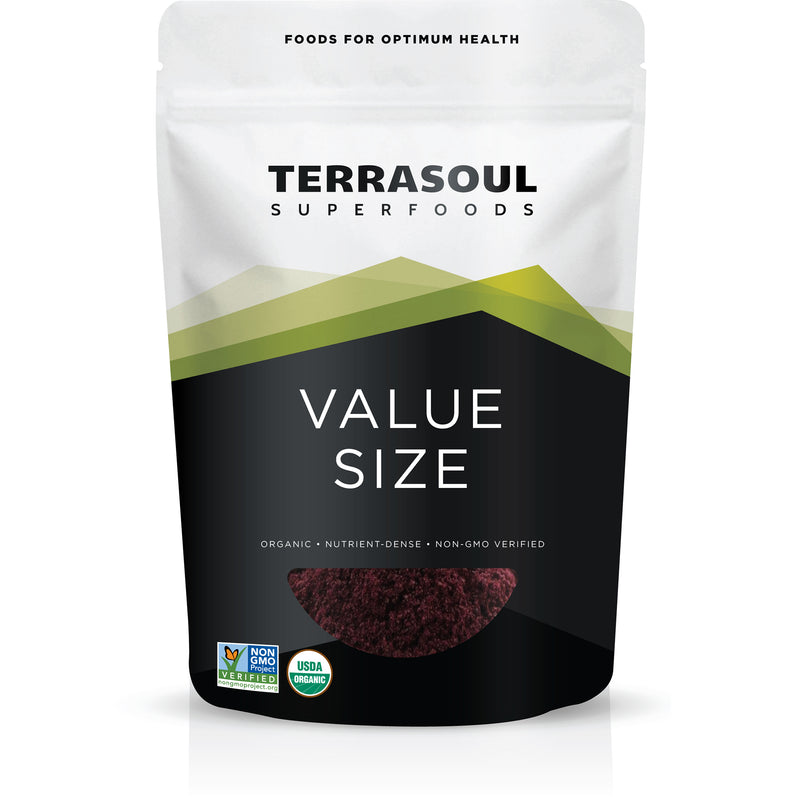 FOODS FOR OPTIMUM HEALTH
TERRASOUL
SUPERFOODS
VALUE
SIZE
ORGANIC • NUTRIENT-DENSE • NON-GMO VERIFIED
NON
GMO
Project
VERIFIED
nongmoproject.org
USDA
ORGANIC